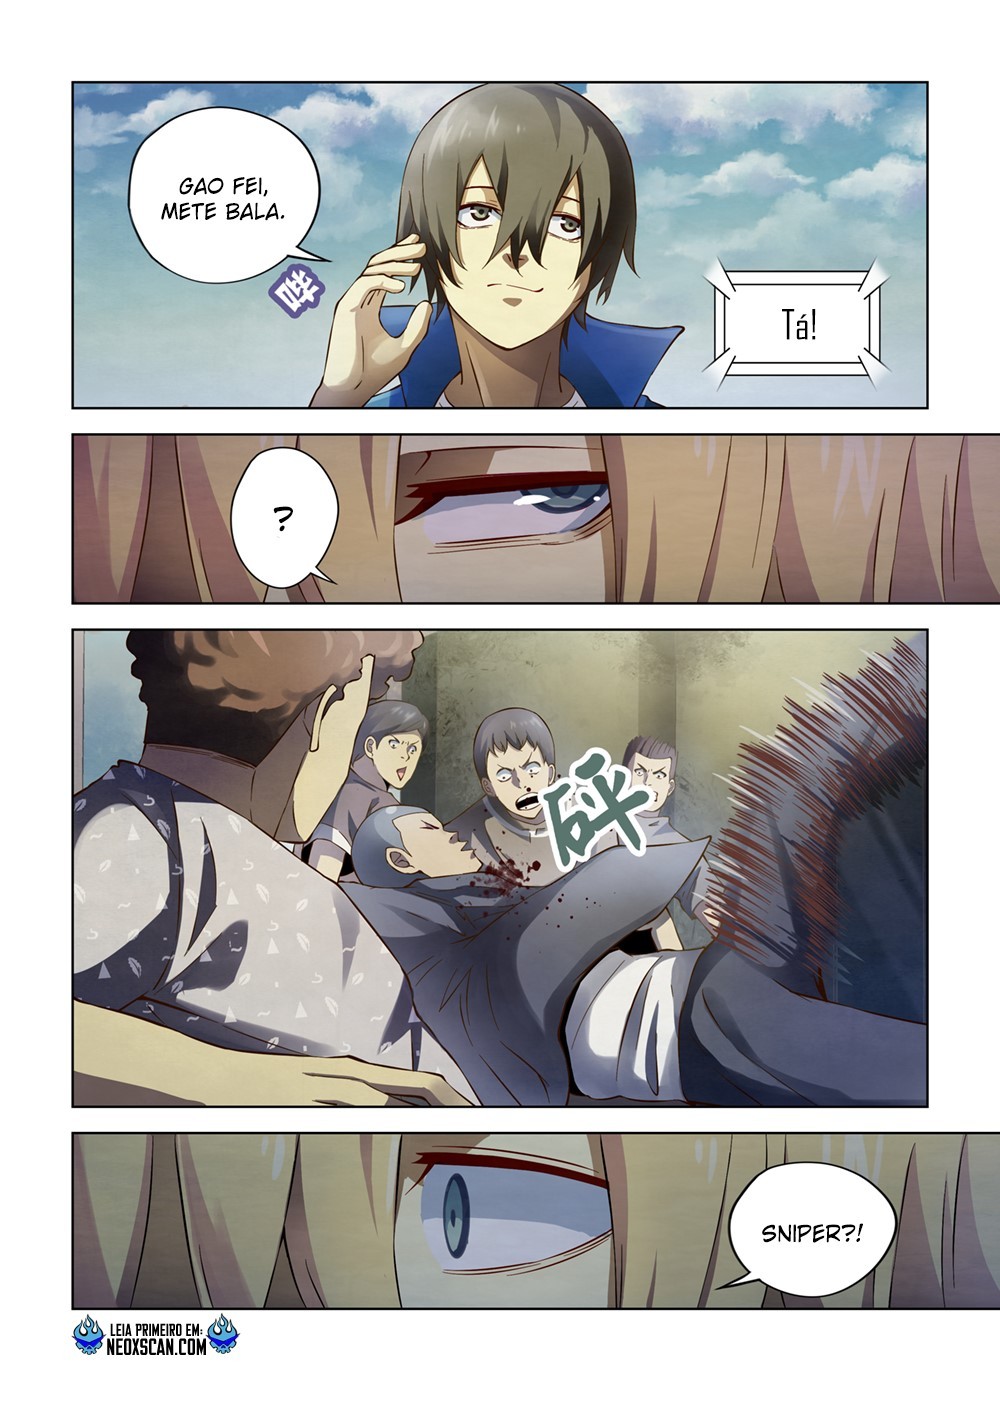 GAO FEI,
METE BALA.
哔
Tá!
?
砰
SNIPER?!
LEIA PRIMEIRO EM:
NEOXSCAN.COM